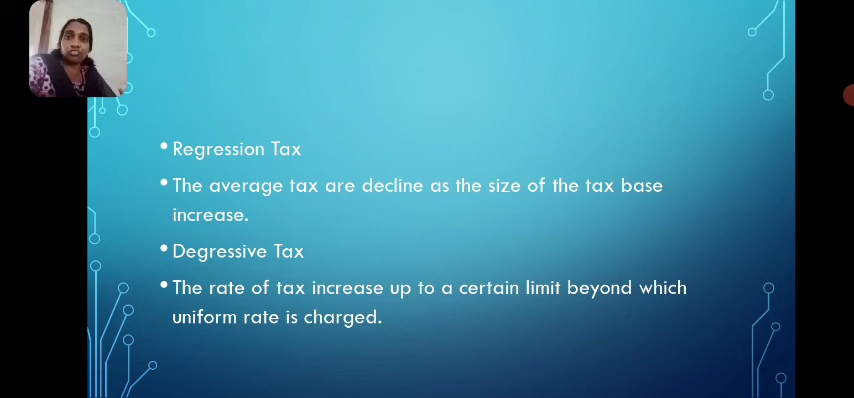 • Regression Tax
• The average tax are decline as the size of the tax base
increase.
• Degressive Tax
• The rate of tax increase up to a certain limit beyond which
uniform rate is charged.